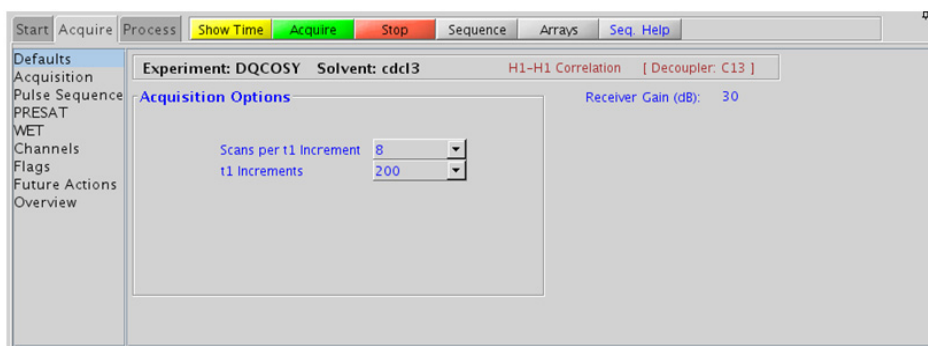 Start Acquire Process Show Time Acquire Stop Sequence Arrays Seq. Help
Defaults
Acquisition
Pulse Sequence
PRESAT
WET
Channels
Flags
Future Actions
Overview
Experiment: DQCOSY Solvent: cdcl3 H1-H1 Correlation [ Decoupler: C13 ]
Acquisition Options
Receiver Gain (dB): 30
Scans per t1 Increment 8
t1 Increments 200